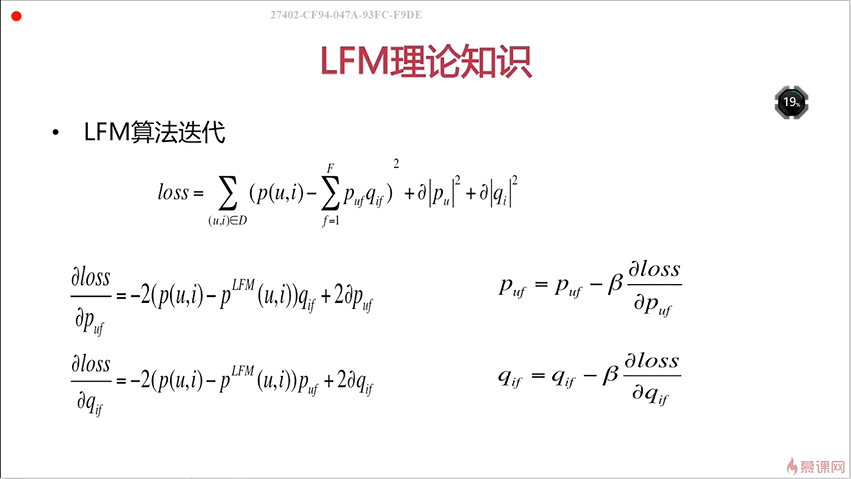 27402-CF94-047A-93FC-F9DE
LFM理论知识
19%
• LFM算法迭代
loss = ∑_{(u,i)∈D} (p(u,i) − ∑_{f=1}^{F} p_{uf} q_{if})^2 + ∂|p_u|^2 + ∂|q_i|^2
∂loss/∂p_{uf} = −2(p(u,i) − p^{LFM}(u,i))q_{if} + 2∂p_{uf}
p_{uf} = p_{uf} − β ∂loss/∂p_{uf}
∂loss/∂q_{if} = −2(p(u,i) − p^{LFM}(u,i))p_{uf} + 2∂q_{if}
q_{if} = q_{if} − β ∂loss/∂q_{if}
慕课网